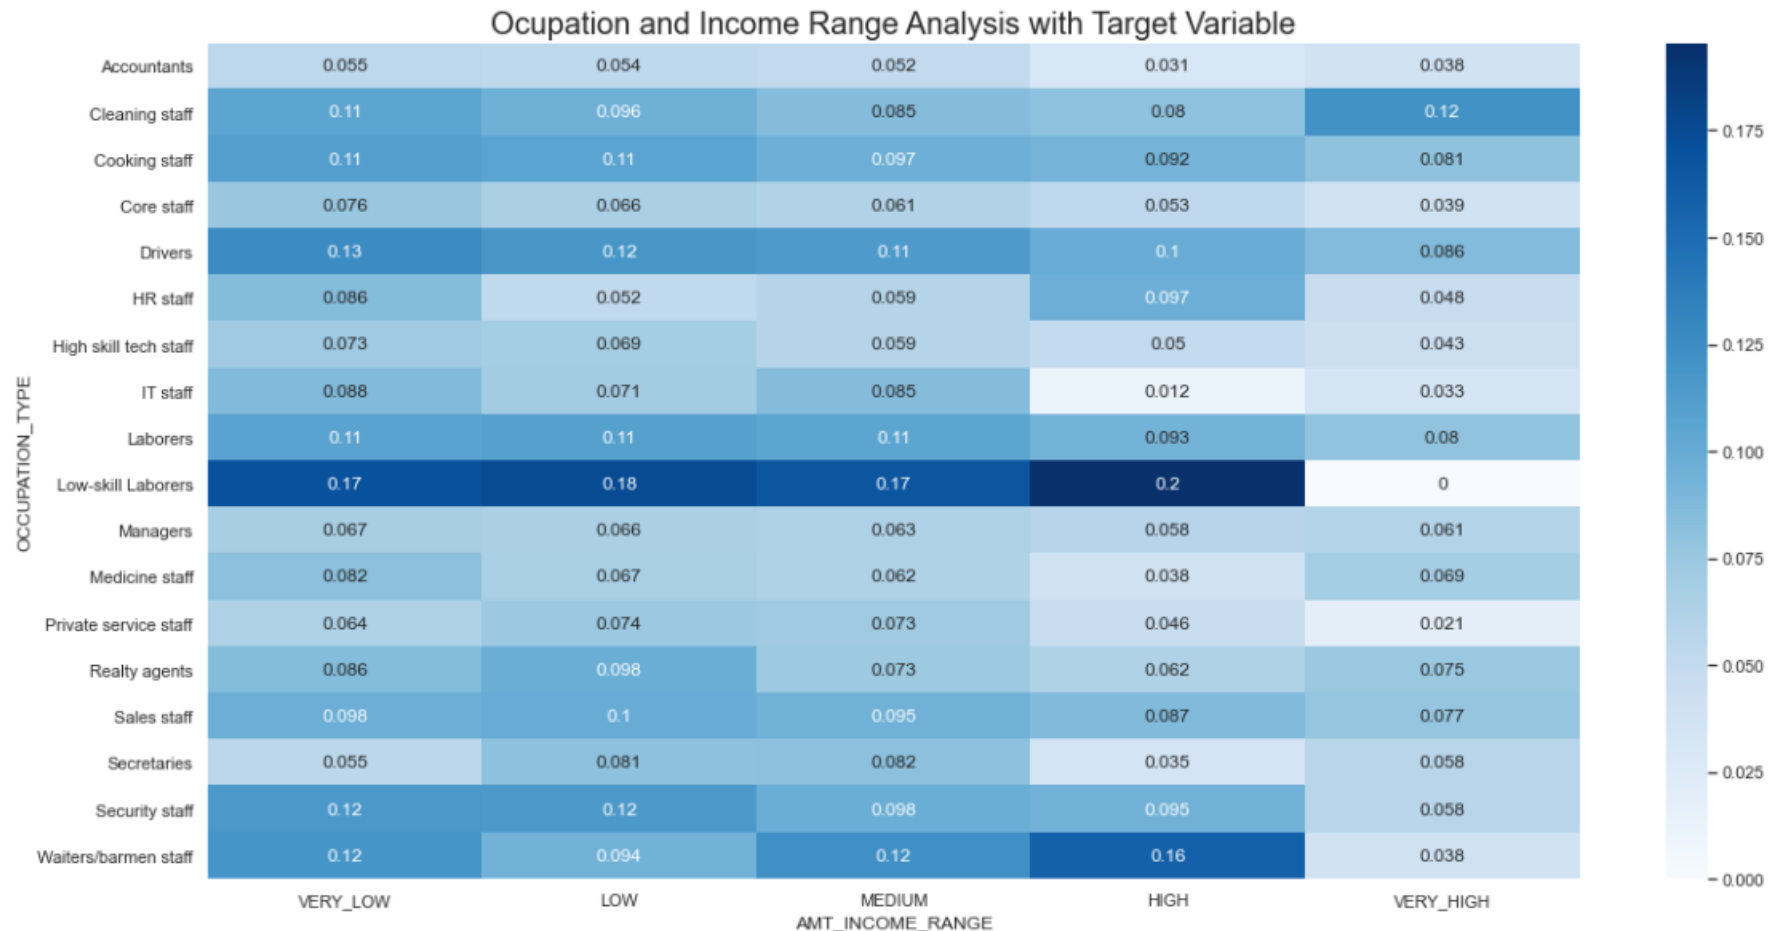 Ocupation and Income Range Analysis with Target Variable
Accountants 0.055 0.054 0.052 0.031 0.038
Cleaning staff 0.11 0.096 0.085 0.08 0.12
Cooking staff 0.11 0.11 0.097 0.092 0.081
Core staff 0.076 0.066 0.061 0.053 0.039
Drivers 0.13 0.12 0.11 0.1 0.086
HR staff 0.086 0.052 0.059 0.097 0.048
High skill tech staff 0.073 0.069 0.059 0.05 0.043
IT staff 0.088 0.071 0.085 0.012 0.033
Laborers 0.11 0.11 0.11 0.093 0.08
Low-skill Laborers 0.17 0.18 0.17 0.2 0
Managers 0.067 0.066 0.063 0.058 0.061
Medicine staff 0.082 0.067 0.062 0.038 0.069
Private service staff 0.064 0.074 0.073 0.046 0.021
Realty agents 0.086 0.098 0.073 0.062 0.075
Sales staff 0.098 0.1 0.095 0.087 0.077
Secretaries 0.055 0.081 0.082 0.035 0.058
Security staff 0.12 0.12 0.098 0.095 0.058
Waiters/barmen staff 0.12 0.094 0.12 0.16 0.038
VERY_LOW LOW MEDIUM HIGH VERY_HIGH
AMT_INCOME_RANGE
OCCUPATION_TYPE
0.175
0.150
0.125
0.100
0.075
0.050
0.025
0.000